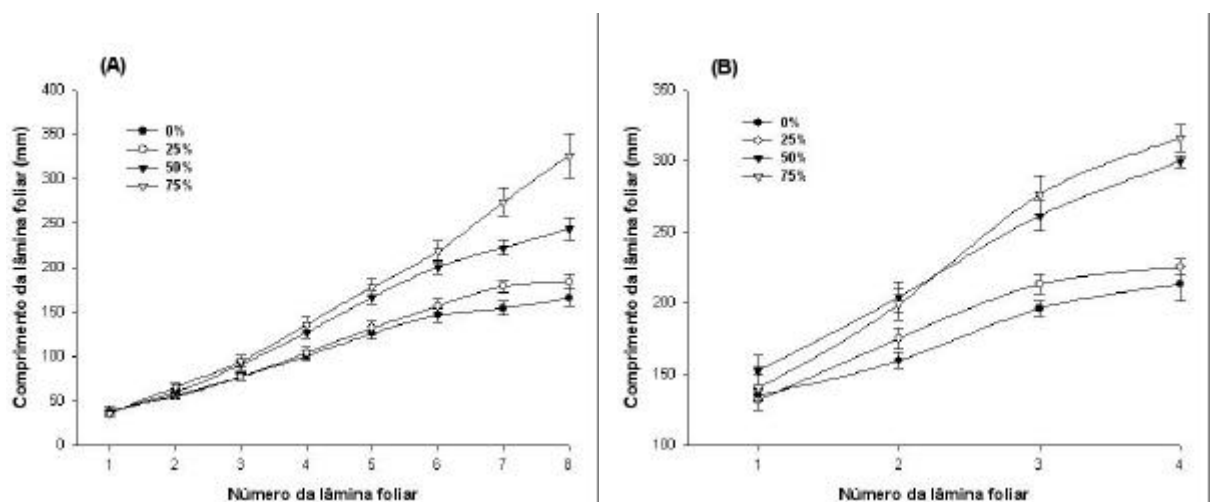 (A)
400
350
300
250
200
150
100
50
0
0%
25%
50%
75%
Comprimento da lâmina foliar (mm)
1 2 3 4 5 6 7 8
Número da lâmina foliar
(B)
350
300
250
200
150
100
0%
25%
50%
75%
Comprimento da lâmina foliar (mm)
1 2 3 4
Número da lâmina foliar